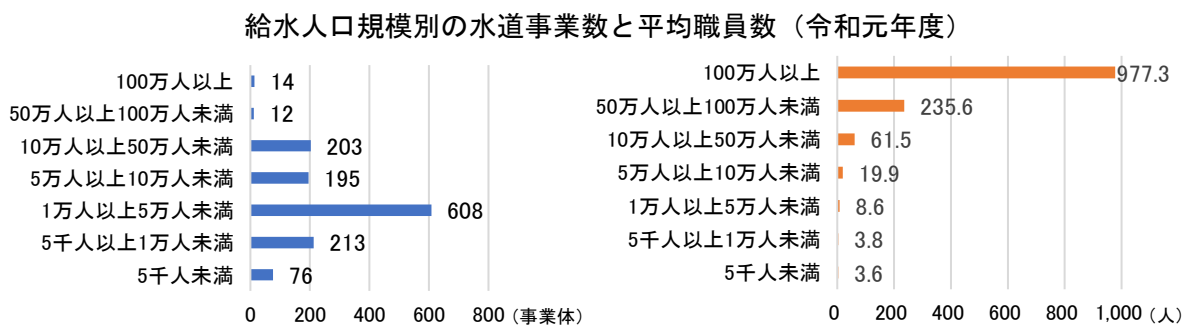 給水人口規模別の水道事業数と平均職員数（令和元年度）
100万人以上 14
50万人以上100万人未満 12
10万人以上50万人未満 203
5万人以上10万人未満 195
1万人以上5万人未満 608
5千人以上1万人未満 213
5千人未満 76
0 200 400 600 800 （事業体）
100万人以上 977.3
50万人以上100万人未満 235.6
10万人以上50万人未満 61.5
5万人以上10万人未満 19.9
1万人以上5万人未満 8.6
5千人以上1万人未満 3.8
5千人未満 3.6
0 200 400 600 800 1,000 （人）